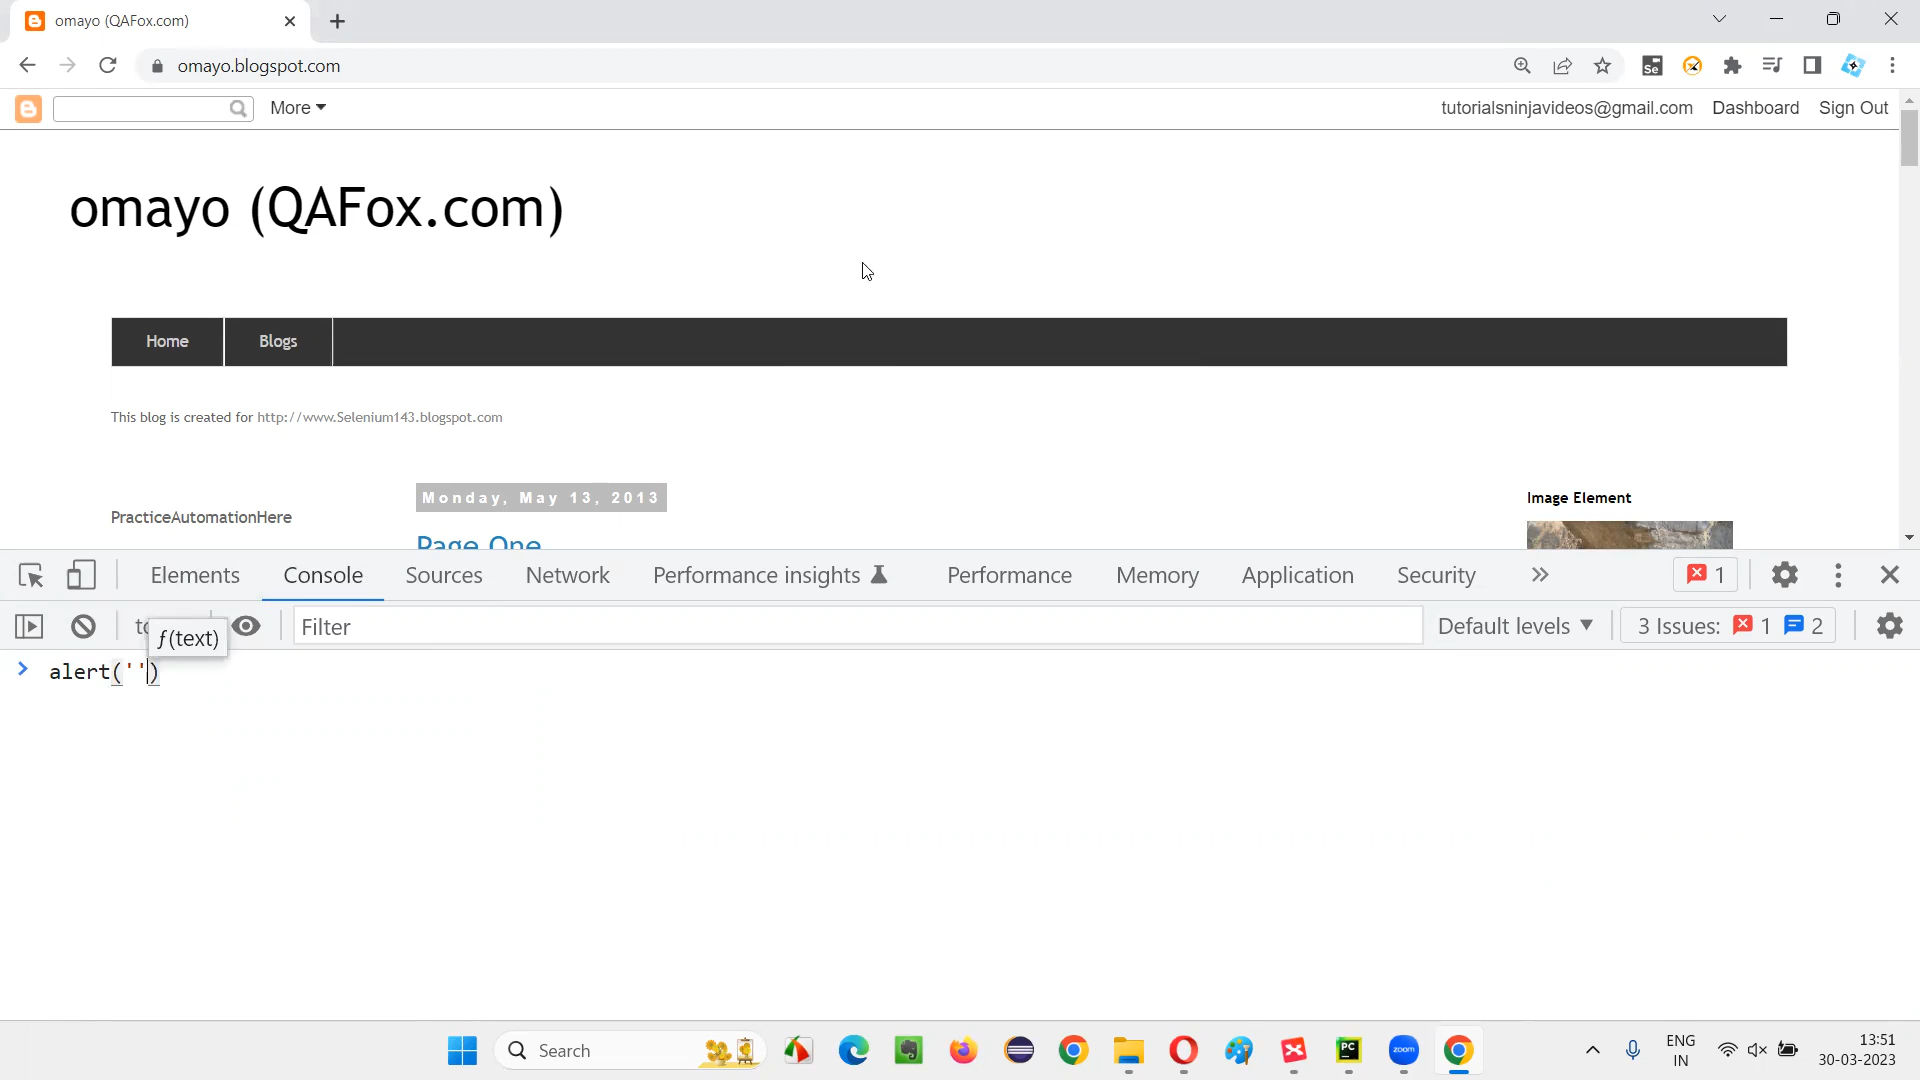 omayo (QAFox.com)
omayo.blogspot.com
Se
More
tutorialsninjavideos@gmail.com Dashboard Sign Out
omayo (QAFox.com)
Home Blogs
This blog is created for http://www.Selenium143.blogspot.com
Monday, May 13, 2013
Image Element
PracticeAutomationHere
Page One
Elements Console Sources Network Performance insights Performance Memory Application Security 1
Filter Default levels 3 Issues: 1 2
ƒ(text)
alert('')
Search PC zoom ENG IN 13:51
30-03-2023